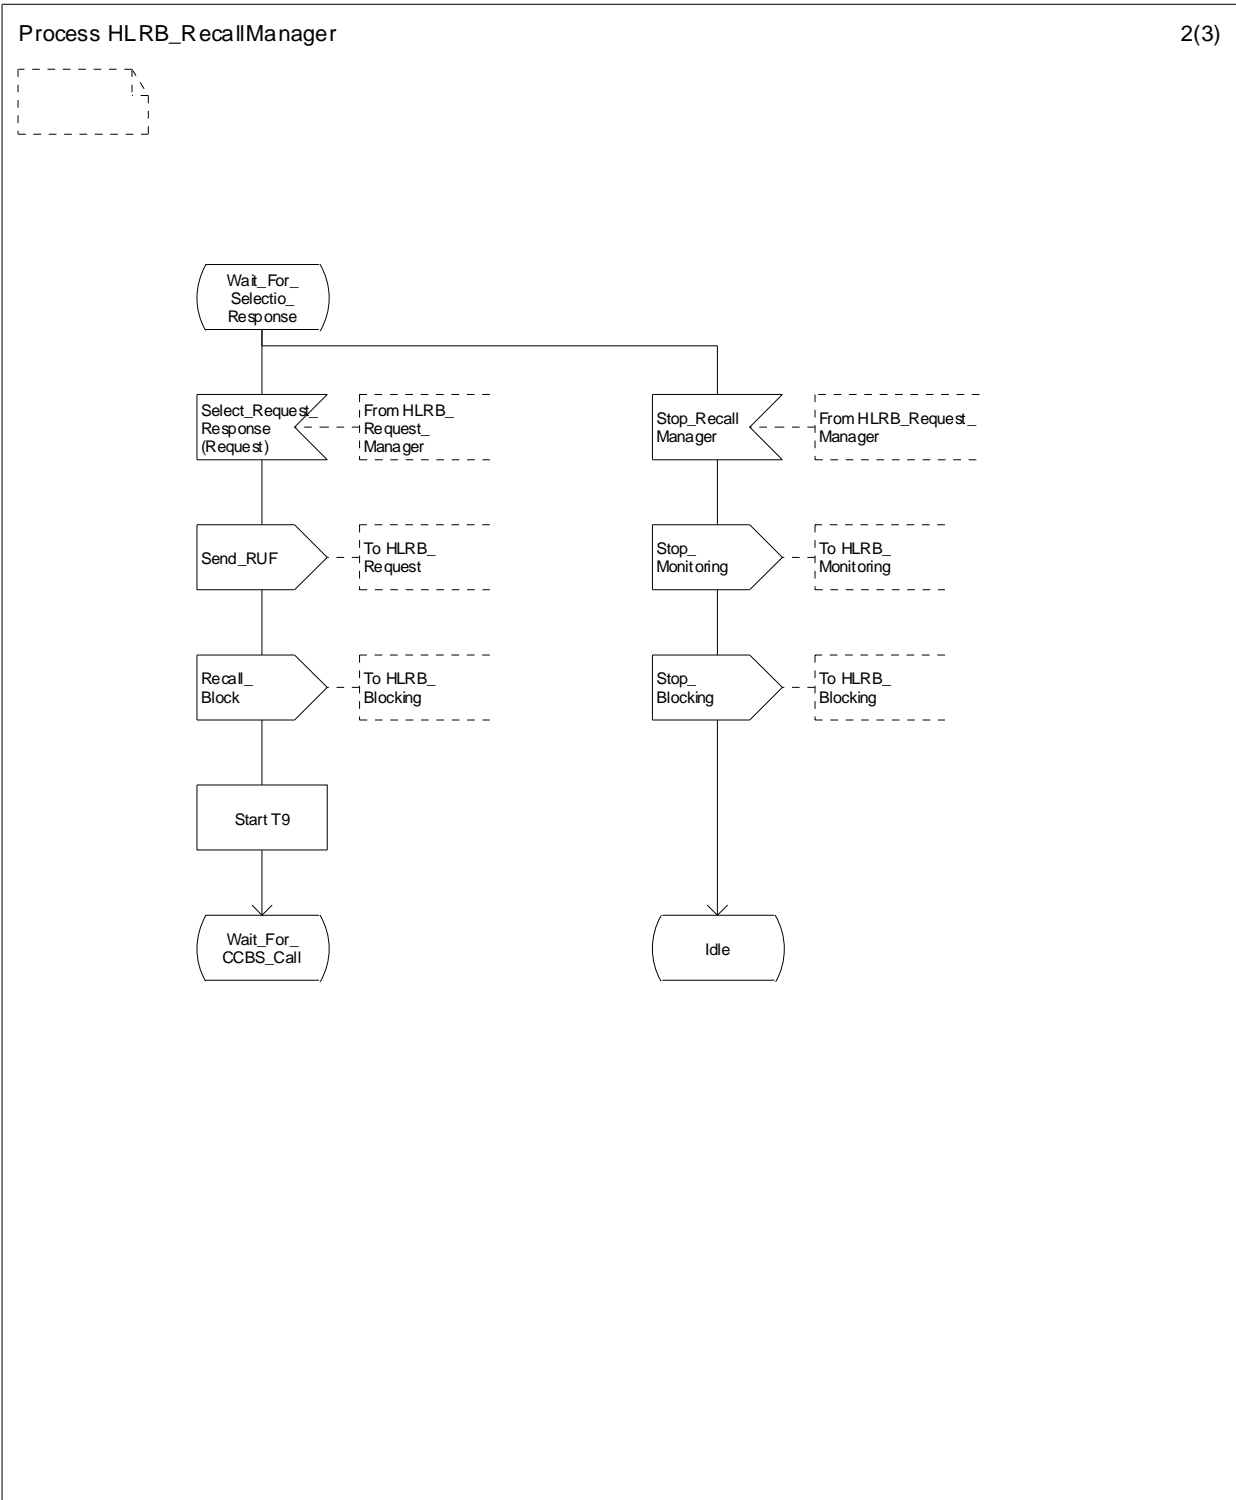 Process HLRB_RecallManager
2(3)
Wait_For_
Selectio_
Response
Select_Request_
Response
(Request)
From HLRB_
Request_
Manager
Stop_Recall
Manager
From HLRB_Request_
Manager
Send_RUF
To HLRB_
Request
Stop_
Monitoring
To HLRB_
Monitoring
Recall_
Block
To HLRB_
Blocking
Stop_
Blocking
To HLRB_
Blocking
Start T9
Wait_For_
CCBS_Call
Idle